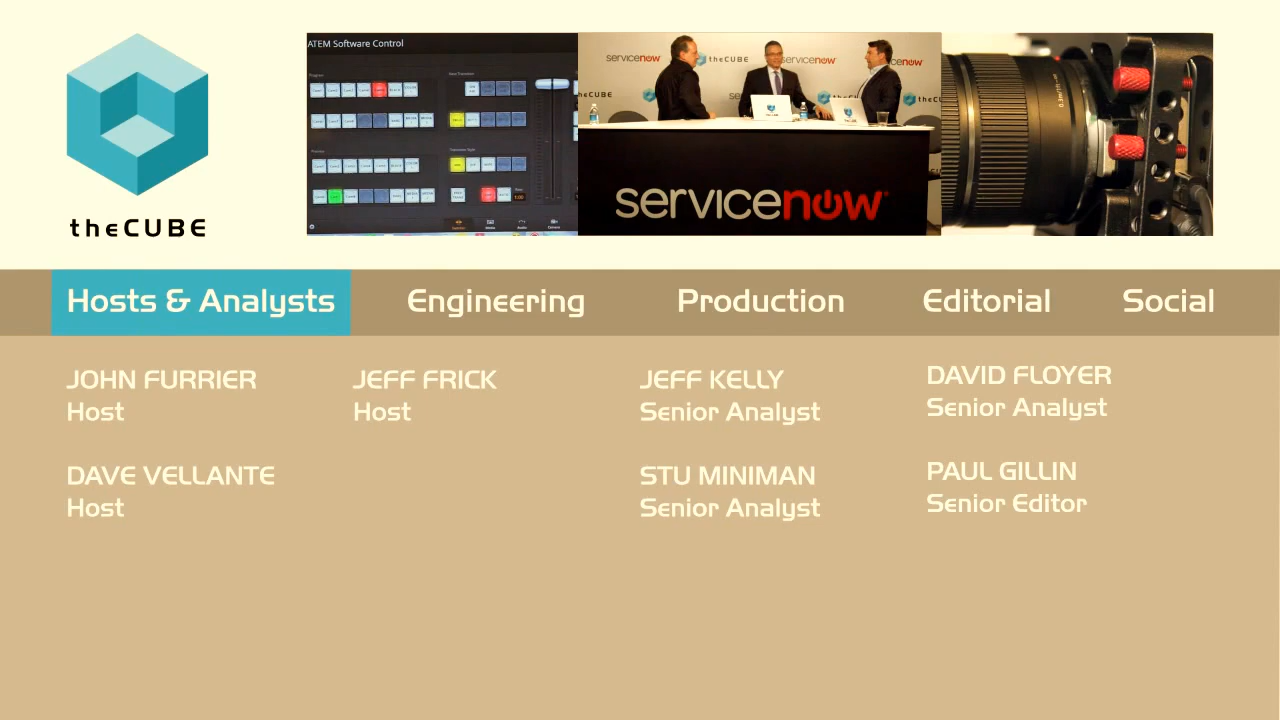 ATEM Software Control
servicenow
theCUBE
servicenow
theCUBE
servicenow
theCUBE
Hosts & Analysts
Engineering
Production
Editorial
Social
JOHN FURRIER
Host
JEFF FRICK
Host
JEFF KELLY
Senior Analyst
DAVID FLOYER
Senior Analyst
DAVE VELLANTE
Host
STU MINIMAN
Senior Analyst
PAUL GILLIN
Senior Editor